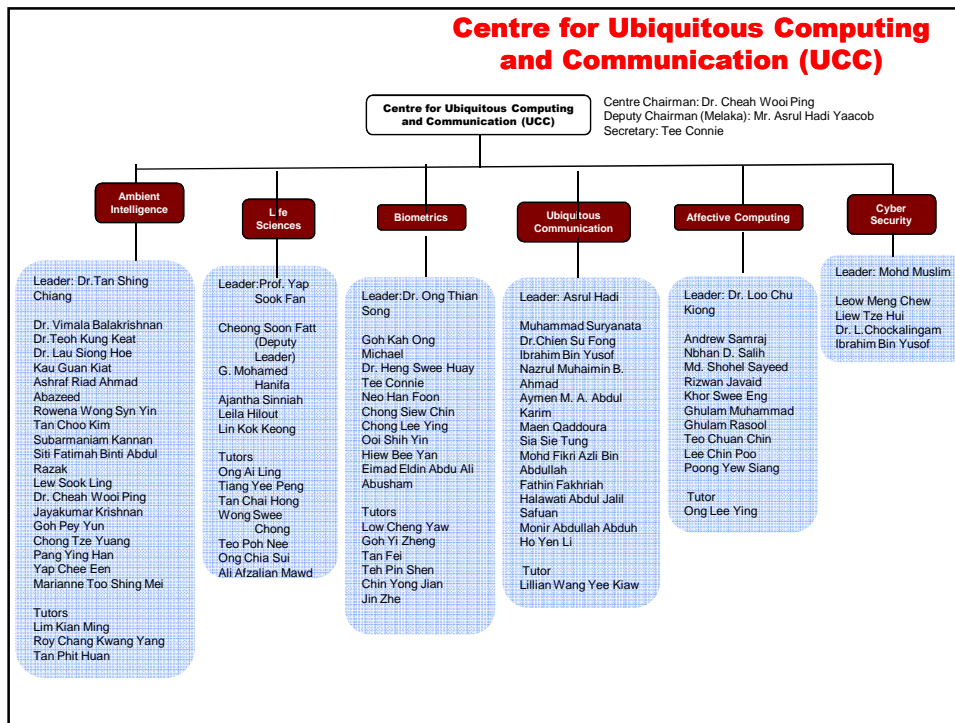 Centre for Ubiquitous Computing
and Communication (UCC)
Centre for Ubiquitous Computing
and Communication (UCC)
Centre Chairman: Dr. Cheah Wooi Ping
Deputy Chairman (Melaka): Mr. Asrul Hadi Yaacob
Secretary: Tee Connie
Ambient
Intelligence
Leader: Dr.Tan Shing
Chiang
Dr. Vimala Balakrishnan
Dr.Teoh Kung Keat
Dr. Lau Siong Hoe
Kau Guan Kiat
Ashraf Riad Ahmad
Abazeed
Rowena Wong Syn Yin
Tan Choo Kim
Subarmaniam Kannan
Siti Fatimah Binti Abdul
Razak
Lew Sook Ling
Dr. Cheah Wooi Ping
Jayakumar Krishnan
Goh Pey Yun
Chong Tze Yuang
Pang Ying Han
Yap Chee Een
Marianne Too Shing Mei
Tutors
Lim Kian Ming
Roy Chang Kwang Yang
Tan Phit Huan
Life
Sciences
Leader:Prof. Yap
Sook Fan
Cheong Soon Fatt
(Deputy
Leader)
G. Mohamed
Hanifa
Ajantha Sinniah
Leila Hilout
Lin Kok Keong
Tutors
Ong Ai Ling
Tiang Yee Peng
Tan Chai Hong
Wong Swee
Chong
Teo Poh Nee
Ong Chia Sui
Ali Afzalian Mawd
Biometrics
Leader:Dr. Ong Thian
Song
Goh Kah Ong
Michael
Dr. Heng Swee Huay
Tee Connie
Neo Han Foon
Chong Siew Chin
Chong Lee Ying
Ooi Shih Yin
Hiew Bee Yan
Eimad Eldin Abdu Ali
Abusham
Tutors
Low Cheng Yaw
Goh Yi Zheng
Tan Fei
Teh Pin Shen
Chin Yong Jian
Jin Zhe
Ubiquitous
Communication
Leader: Asrul Hadi
Muhammad Suryanata
Dr.Chien Su Fong
Ibrahim Bin Yusof
Nazrul Muhaimin B.
Ahmad
Aymen M. A. Abdul
Karim
Maen Qaddoura
Sia Sie Tung
Mohd Fikri Azli Bin
Abdullah
Fathin Fakhriah
Halawati Abdul Jalil
Safuan
Monir Abdullah Abduh
Ho Yen Li
Tutor
Lillian Wang Yee Kiaw
Affective Computing
Leader: Dr. Loo Chu
Kiong
Andrew Samraj
Nbhan D. Salih
Md. Shohel Sayeed
Rizwan Javaid
Khor Swee Eng
Ghulam Muhammad
Ghulam Rasool
Teo Chuan Chin
Lee Chin Poo
Poong Yew Siang
Tutor
Ong Lee Ying
Cyber
Security
Leader: Mohd Muslim
Leow Meng Chew
Liew Tze Hui
Dr. L.Chockalingam
Ibrahim Bin Yusof